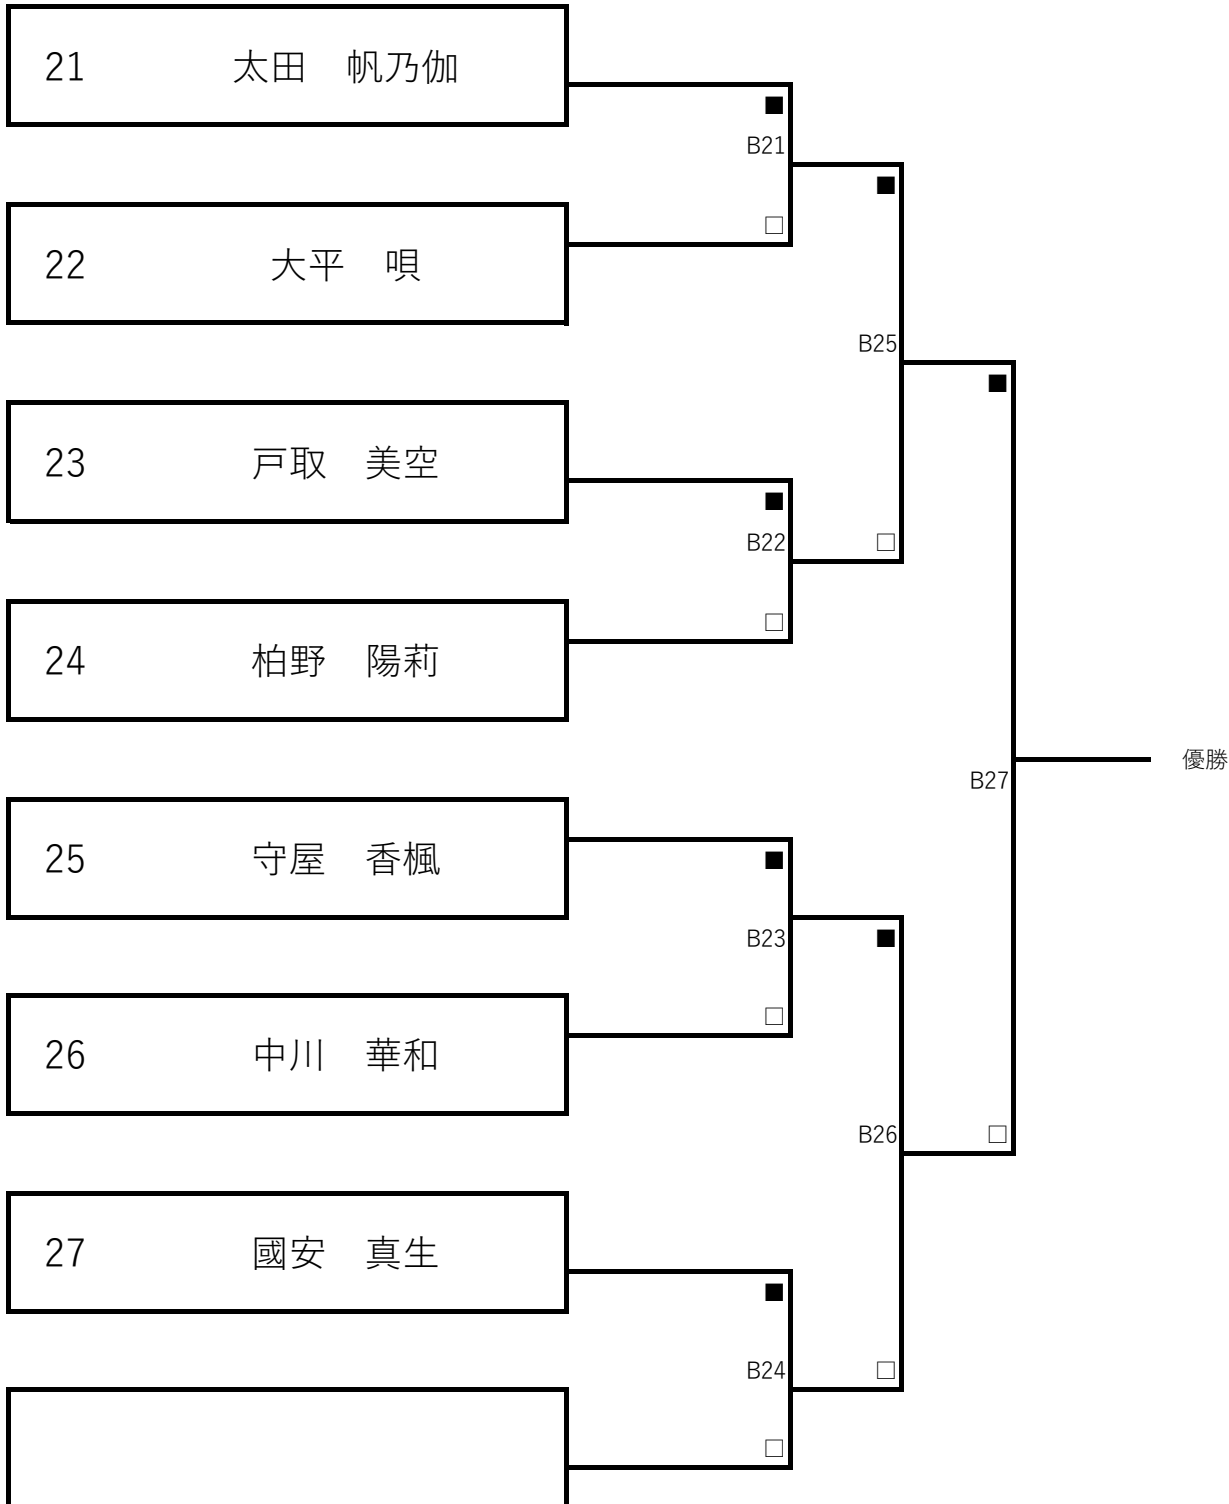 21 太田　帆乃伽
■
B21
■
□
22 大平　唄
B25
■
23 戸取　美空
■
B22
□
□
24 柏野　陽莉
優勝
B27
25 守屋　香楓
■
B23
■
□
26 中川　華和
B26
□
27 國安　真生
■
B24
□
□